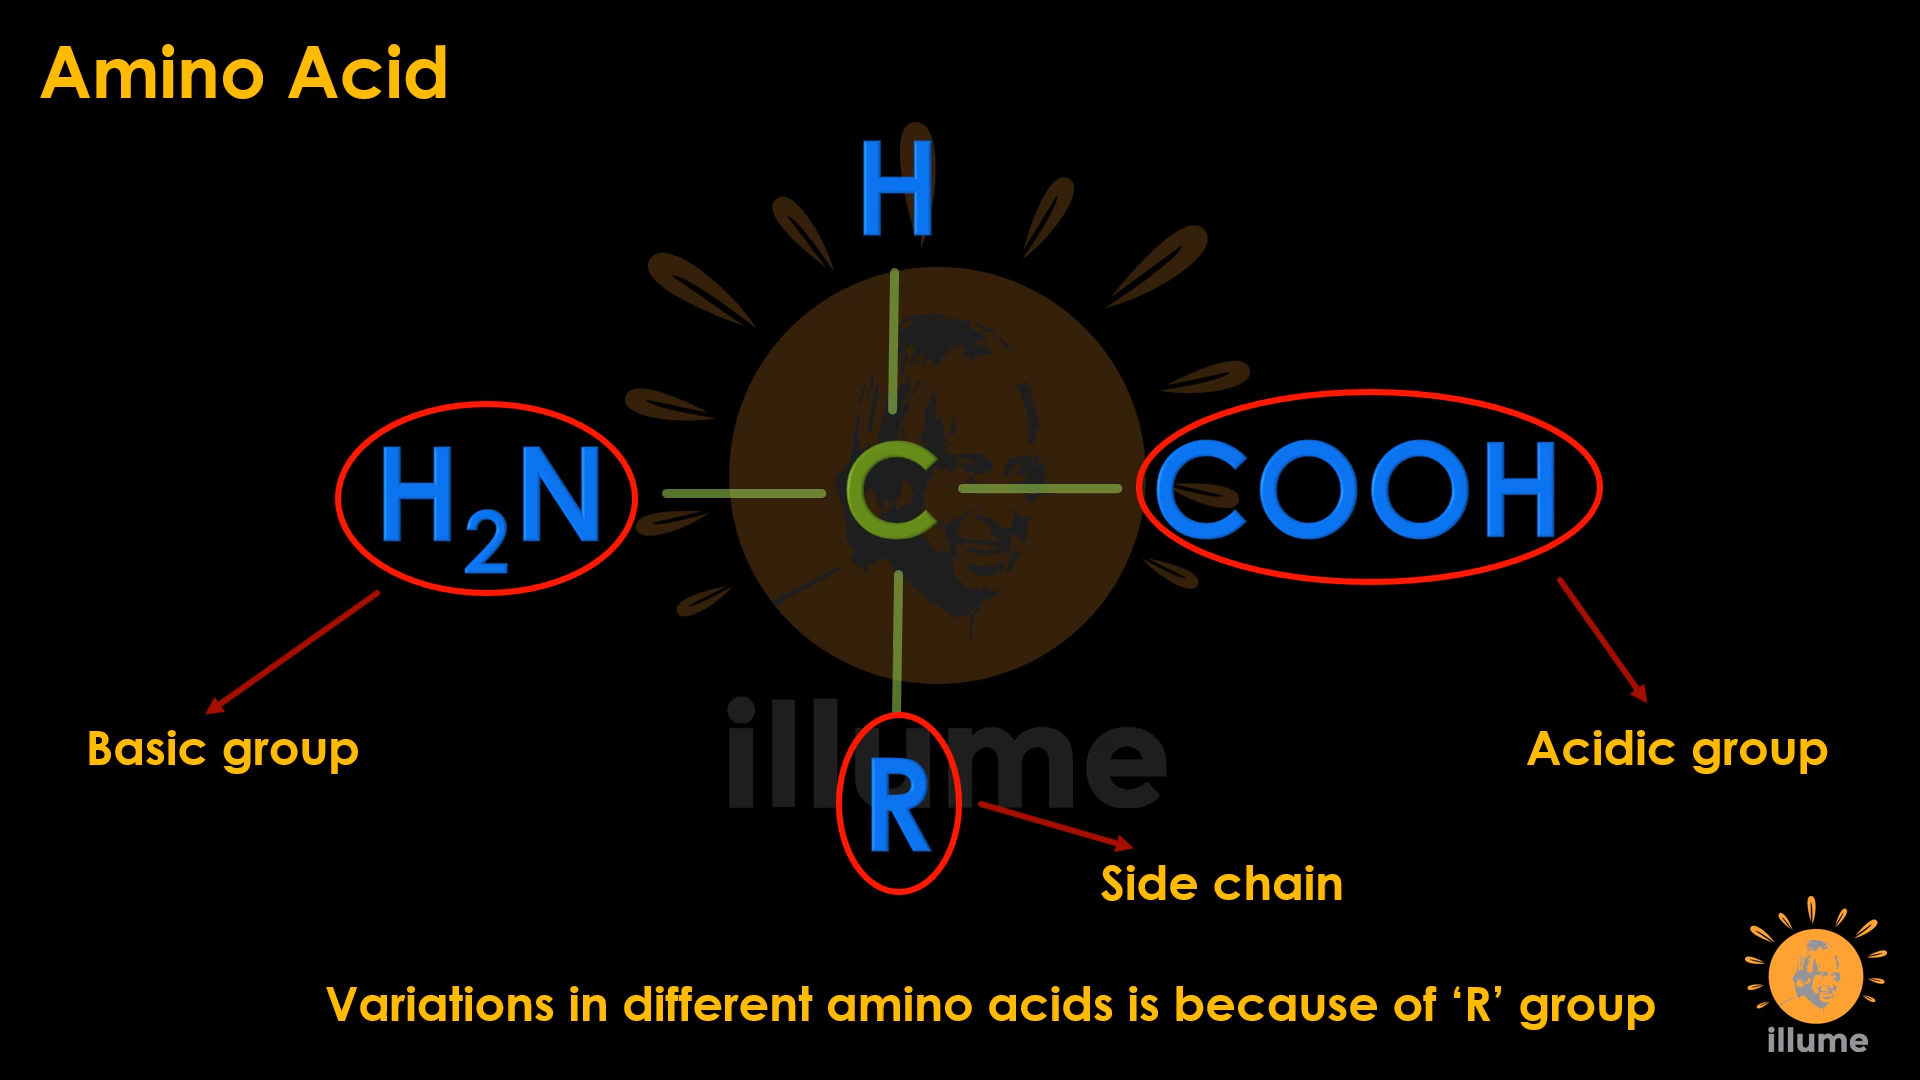 Amino Acid
H
H₂N C COOH
Basic group
Acidic group
illume
R
Side chain
Variations in different amino acids is because of ‘R’ group
illume